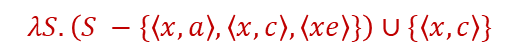 λS. (S − {⟨x, a⟩, ⟨x, c⟩, ⟨xe⟩}) ∪ {⟨x, c⟩}